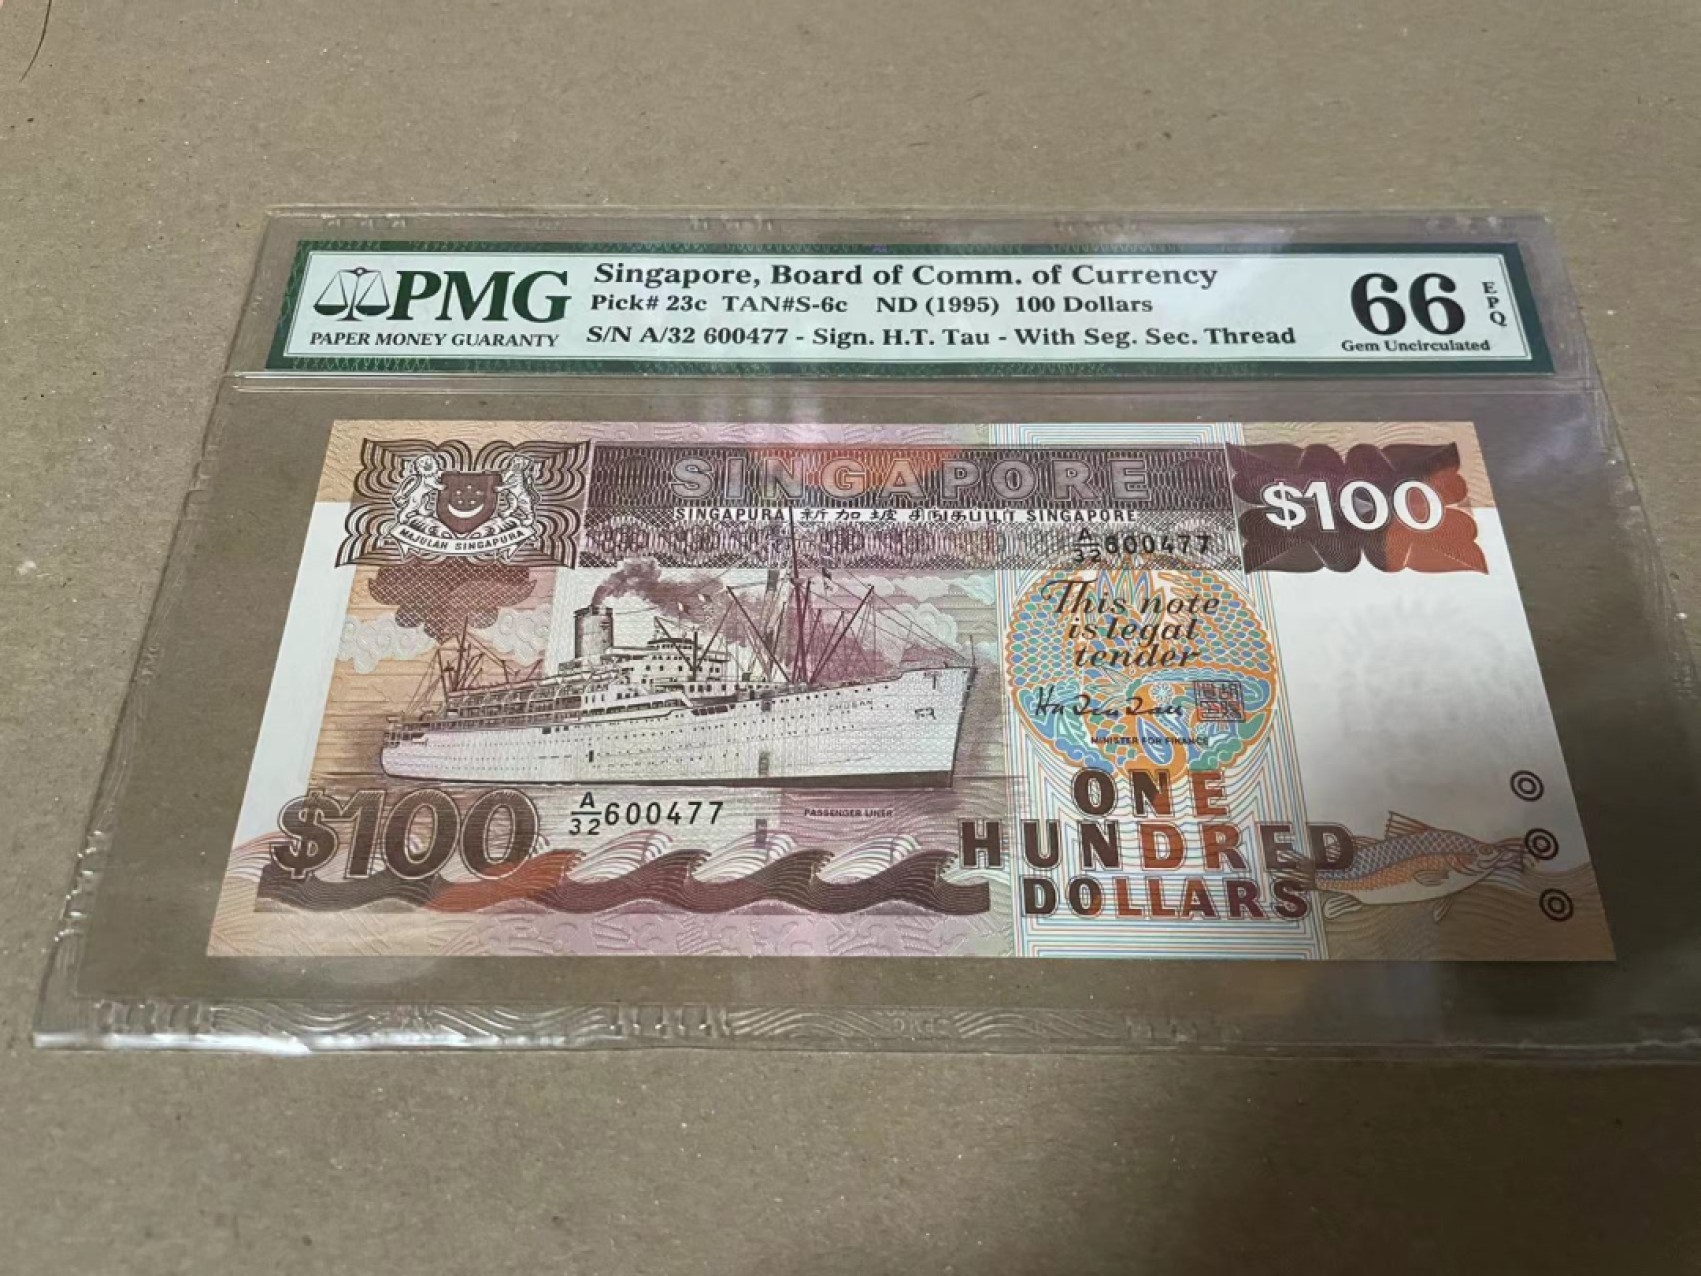 PMG
PAPER MONEY GUARANTY
Singapore, Board of Comm. of Currency
Pick# 23c TAN#S-6c ND (1995) 100 Dollars
S/N A/32 600477 - Sign. H.T. Tau - With Seg. Sec. Thread
66
EPQ
Gem Uncirculated
SINGAPORE
SINGAPURA 新加坡 சிங்கப்பூர் SINGAPORE
$100
MAJULAH SINGAPURA
A/32 600477
This note
is legal
tender
MINISTER FOR FINANCE
CHUSAN
$100
A/32 600477
PASSENGER LINER
ONE
HUNDRED
DOLLARS